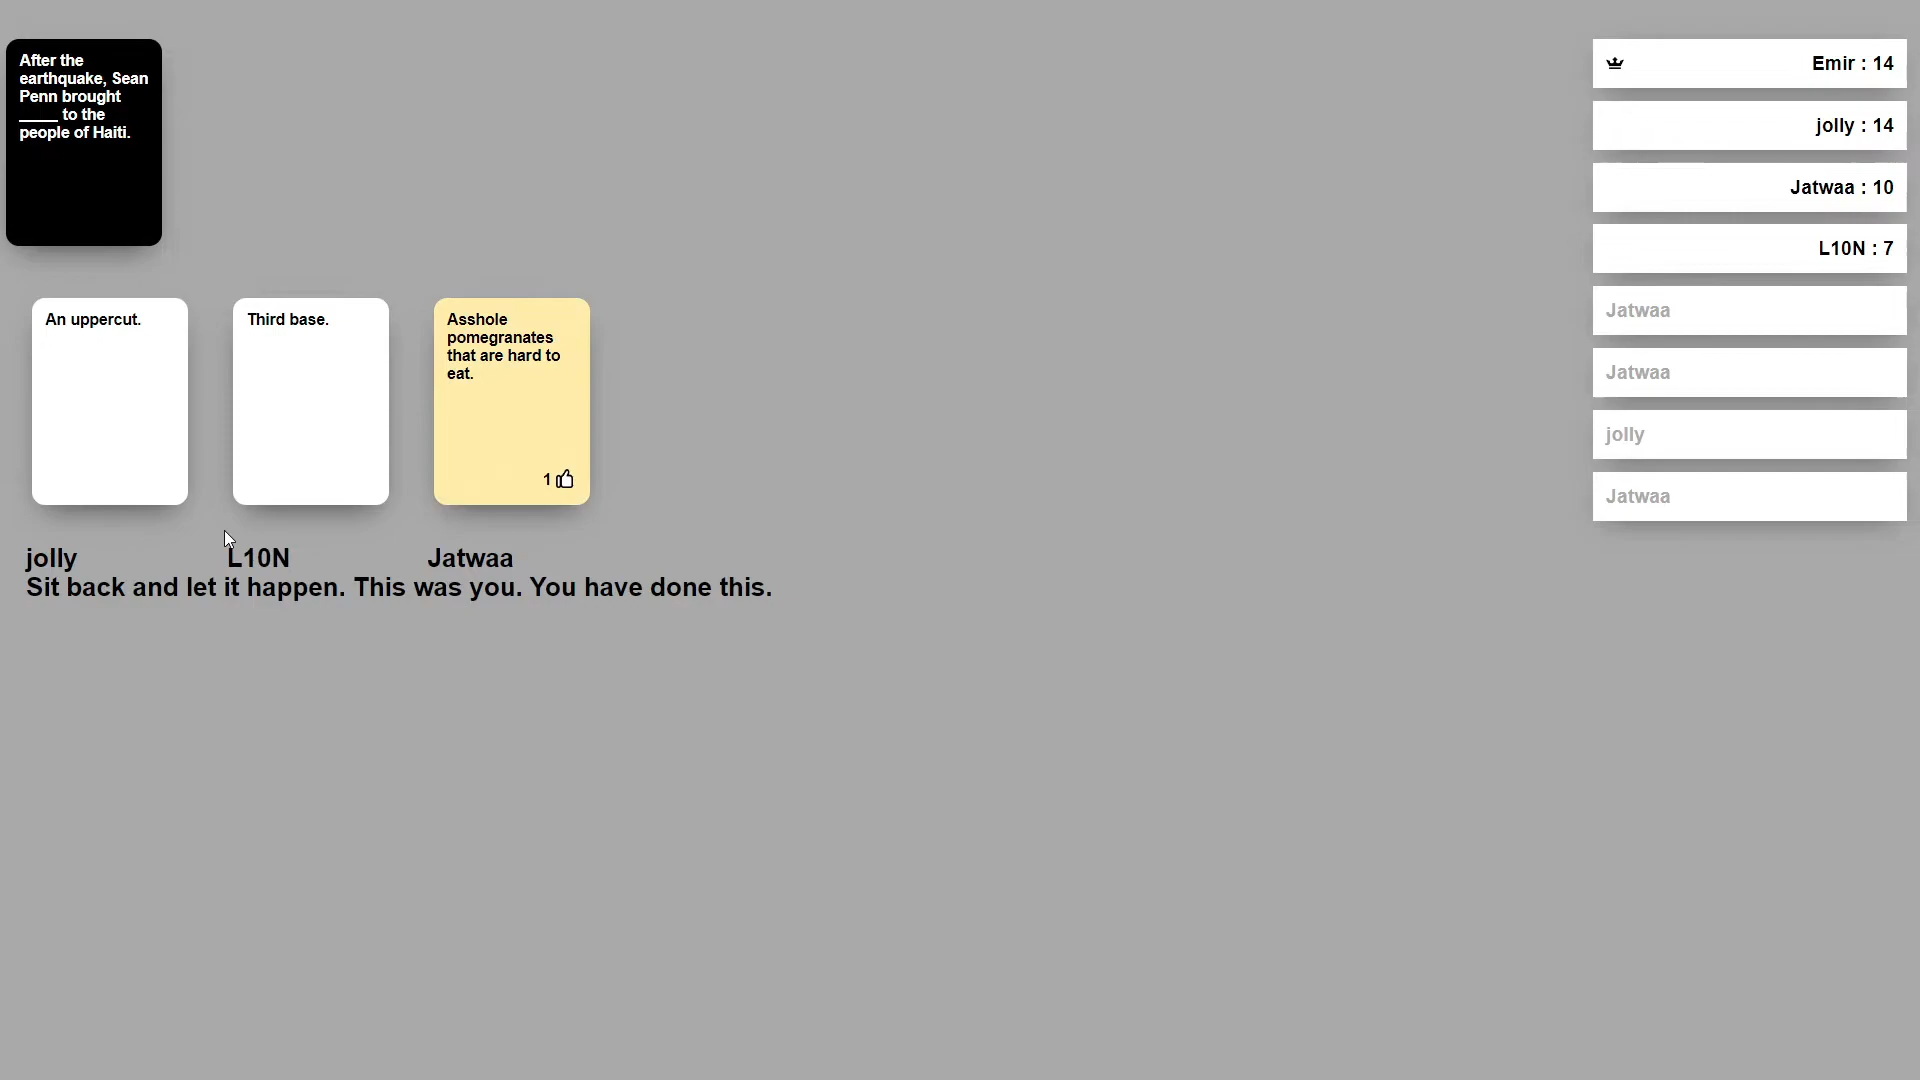 After the
earthquake, Sean
Penn brought
_____ to the
people of Haiti.
An uppercut.
Third base.
Asshole
pomegranates
that are hard to
eat.
1
jolly
L10N
Jatwaa
Sit back and let it happen. This was you. You have done this.
Emir : 14
jolly : 14
Jatwaa : 10
L10N : 7
Jatwaa
Jatwaa
jolly
Jatwaa